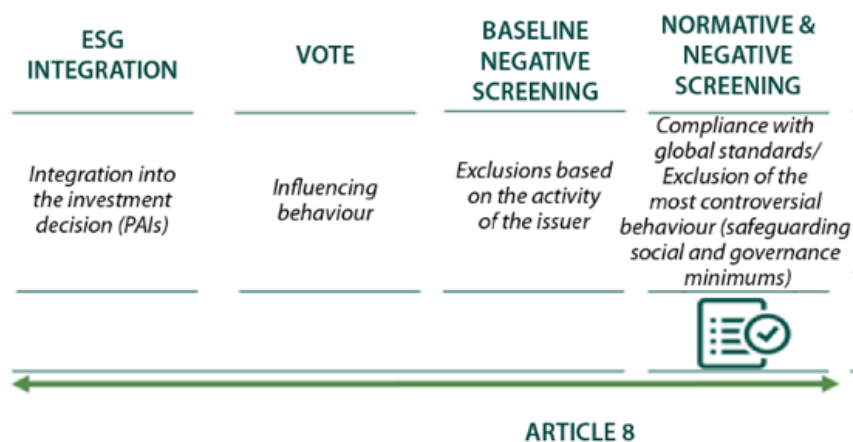 ESG
INTEGRATION
VOTE
BASELINE
NEGATIVE
SCREENING
NORMATIVE &
NEGATIVE
SCREENING
Integration into
the investment
decision (PAIs)
Influencing
behaviour
Exclusions based
on the activity
of the issuer
Compliance with
global standards/
Exclusion of the
most controversial
behaviour (safeguarding
social and governance
minimums)
ARTICLE 8